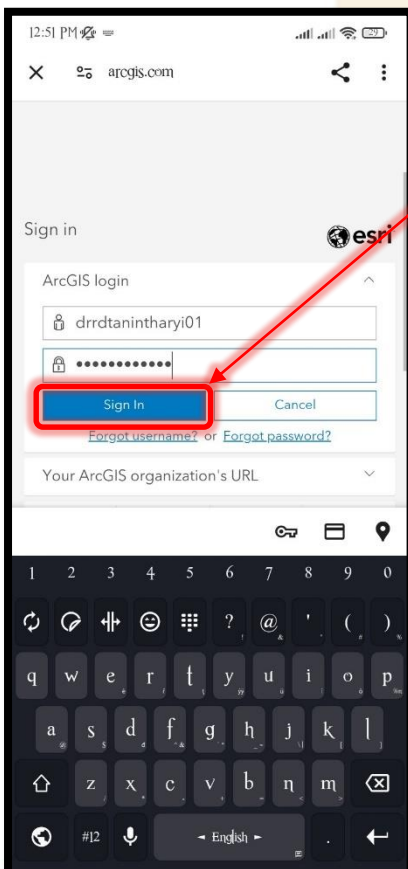 12:51 PM
29
arcgis.com
Sign in
esri
ArcGIS login
drrdtanintharyi01
••••••••••••
Sign In Cancel
Forgot username? or Forgot password?
Your ArcGIS organization's URL
1 2 3 4 5 6 7 8 9 0
? @ ' ( )
q w e r t y u i o p
a s d f g h j k l
z x c v b n m
#12 English .